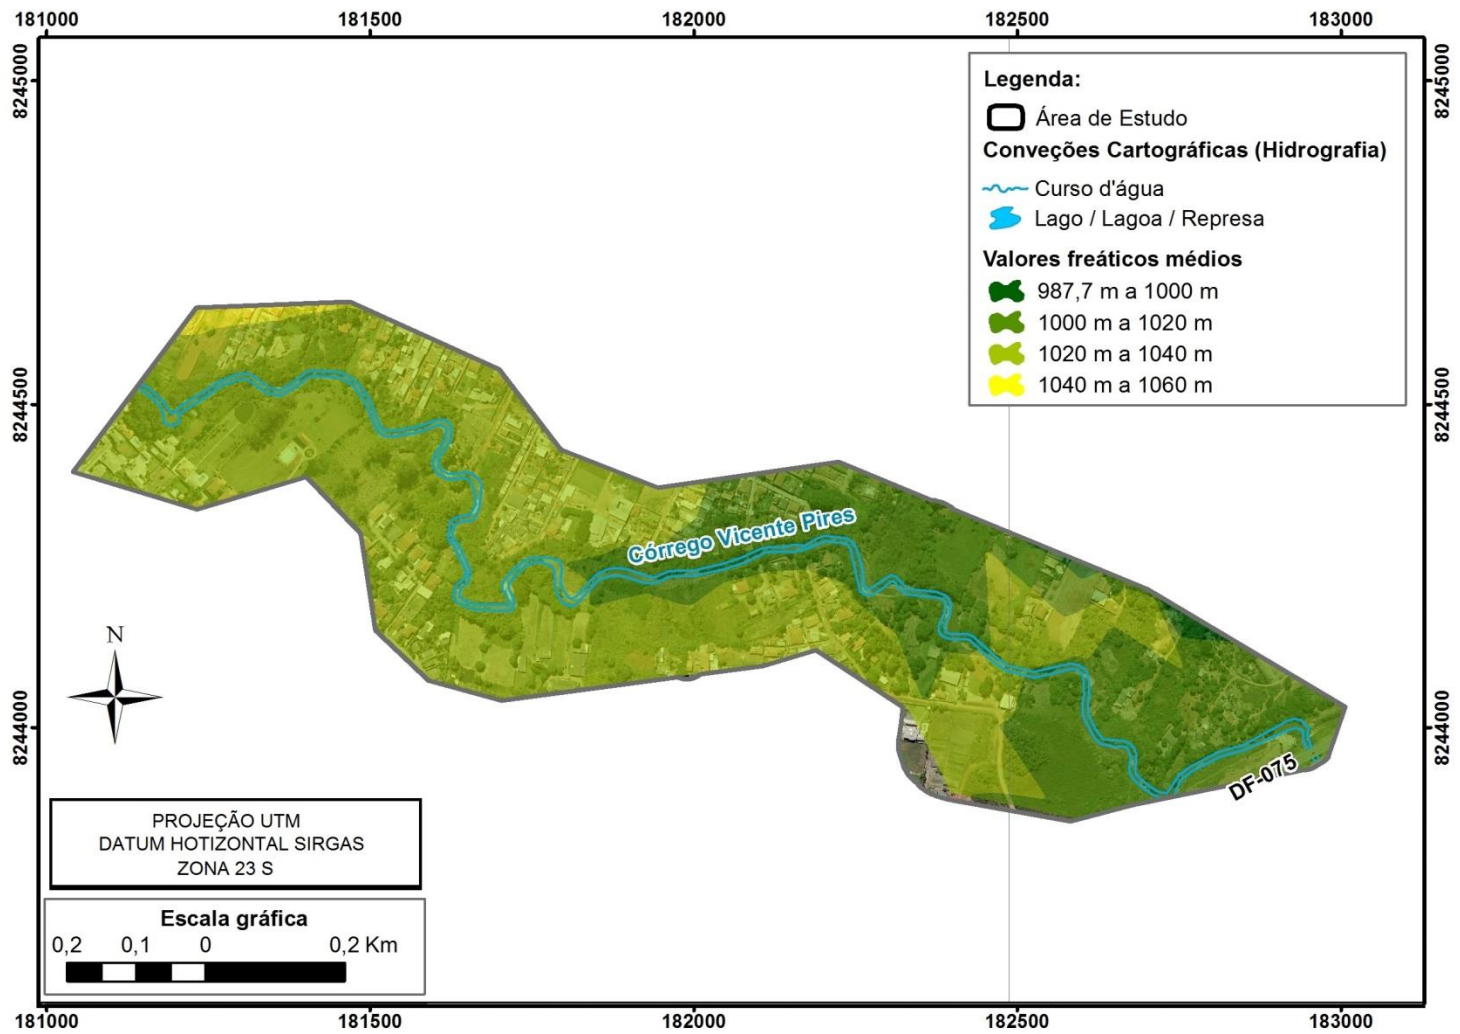 181000 181500 182000 182500 183000
8245000 8245000
Legenda:
Área de Estudo
Conveções Cartográficas (Hidrografia)
Curso d'água
Lago / Lagoa / Represa
Valores freáticos médios
987,7 m a 1000 m
1000 m a 1020 m
1020 m a 1040 m
1040 m a 1060 m
8244500 8244500
Córrego Vicente Pires
N
8244000 8244000
DF-075
PROJEÇÃO UTM
DATUM HOTIZONTAL SIRGAS
ZONA 23 S
Escala gráfica
0,2 0,1 0 0,2 Km
181000 181500 182000 182500 183000